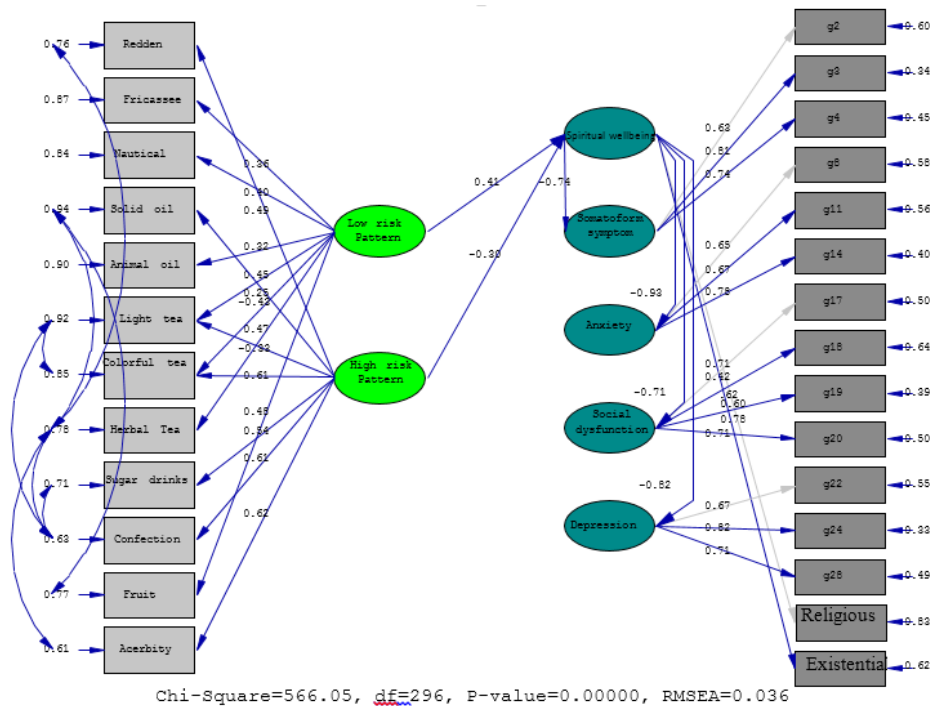 0.76
Redden
0.87
Fricassee
0.84
Nautical
0.94
Solid oil
0.90
Animal oil
0.92
Light tea
0.85
Colorful tea
0.78
Herbal Tea
0.71
Sugar drinks
0.63
Confection
0.77
Fruit
0.61
Acerbity
0.36
0.40
0.49
0.32
0.45
-0.42
0.47
0.61
0.48
0.54
0.61
0.62
Low risk
Pattern
High risk
Pattern
0.41
-0.30
-0.74
-0.93
-0.71
-0.82
Spiritual wellbeing
Somatoform
symptom
Anxiety
Social
dysfunction
Depression
0.63
0.81
0.74
0.65
0.67
0.78
0.71
0.42
0.60
0.78
0.71
0.67
0.82
0.71
g2
0.60
g3
0.34
g4
0.45
g8
0.58
g11
0.56
g14
0.40
g17
0.50
g18
0.64
g19
0.39
g20
0.50
g22
0.55
g24
0.33
g28
0.49
Religious
0.83
Existential
0.62
Chi-Square=566.05, df=296, P-value=0.00000, RMSEA=0.036